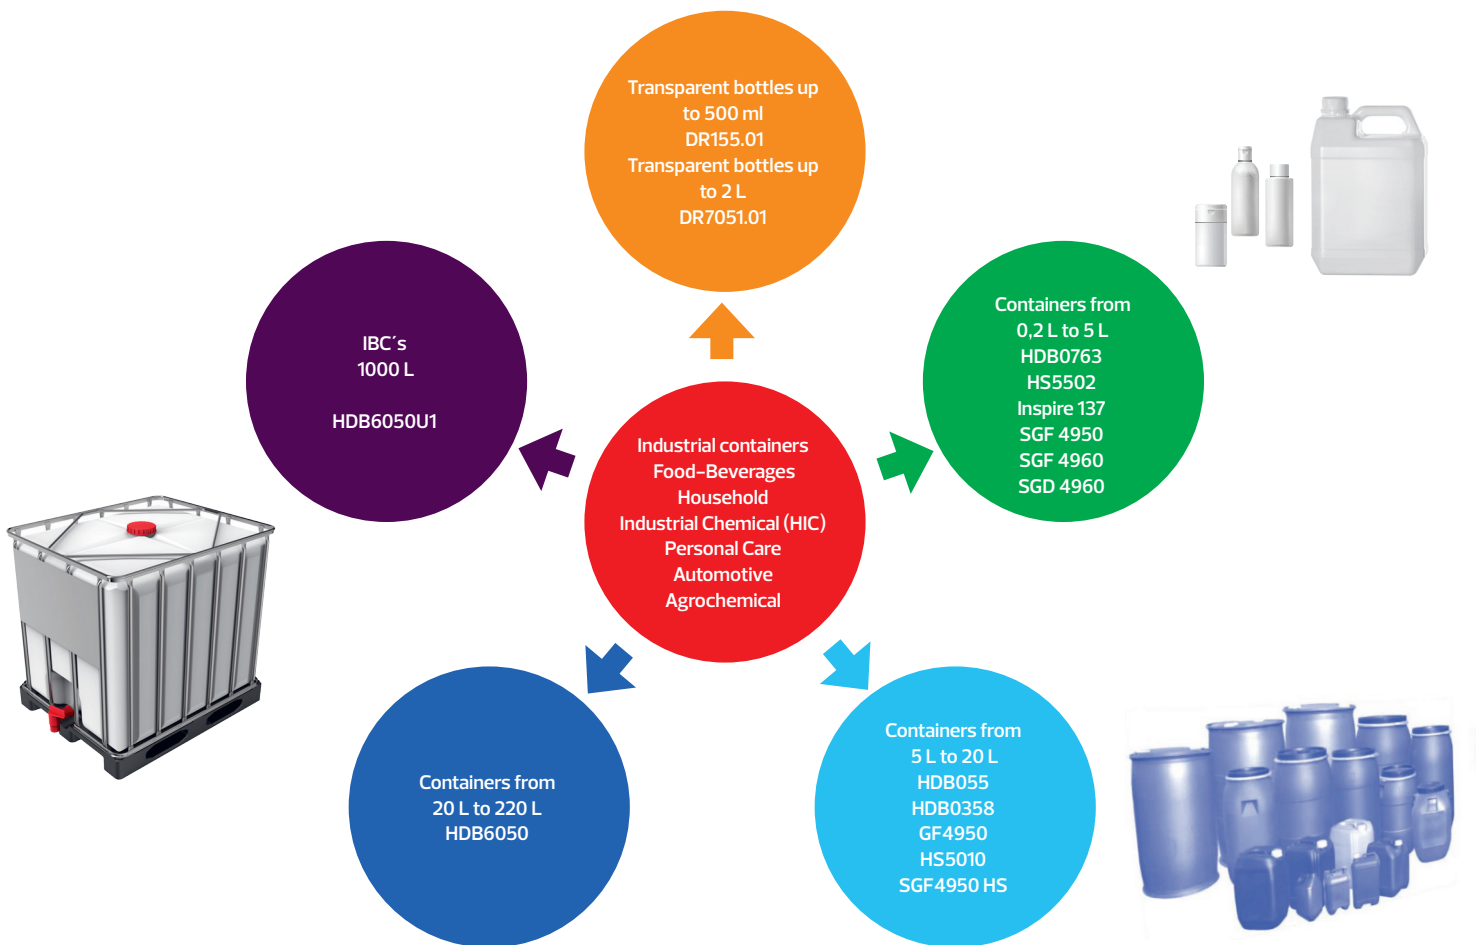 Transparent bottles up
to 500 ml
DR155.01
Transparent bottles up
to 2 L
DR7051.01
IBC´s
1000 L
HDB6050U1
Containers from
0,2 L to 5 L
HDB0763
HS5502
Inspire 137
SGF 4950
SGF 4960
SGD 4960
Industrial containers
Food-Beverages
Household
Industrial Chemical (HIC)
Personal Care
Automotive
Agrochemical
Containers from
20 L to 220 L
HDB6050
Containers from
5 L to 20 L
HDB055
HDB0358
GF4950
HS5010
SGF4950 HS